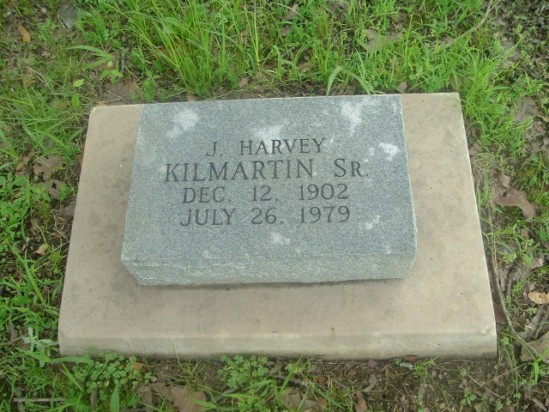 J. HARVEY
KILMARTIN SR.
DEC. 12, 1902
JULY 26, 1979